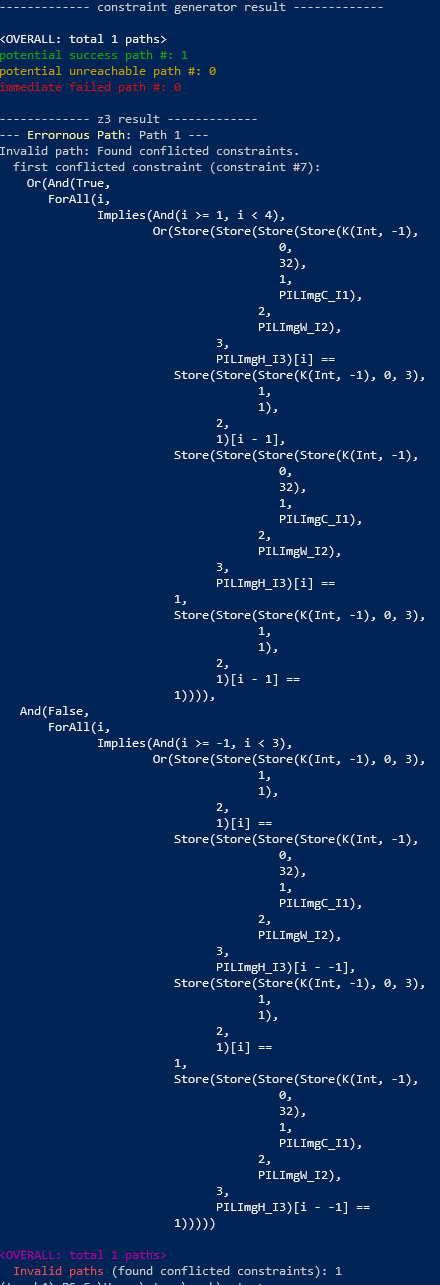 ------------- constraint generator result -------------
<OVERALL: total 1 paths>
potential success path #: 1
potential unreachable path #: 0
immediate failed path #: 0
------------- z3 result -------------
--- Errornous Path: Path 1 ---
Invalid path: Found conflicted constraints.
first conflicted constraint (constraint #7):
Or(And(True,
ForAll(i,
Implies(And(i >= 1, i < 4),
Or(Store(Store(Store(Store(K(Int, -1),
0,
32),
1,
PILImgC_I1),
2,
PILImgW_I2),
3,
PILImgH_I3)[i] ==
Store(Store(Store(K(Int, -1), 0, 3),
1,
1),
2,
1)[i - 1],
Store(Store(Store(Store(K(Int, -1),
0,
32),
1,
PILImgC_I1),
2,
PILImgW_I2),
3,
PILImgH_I3)[i] ==
1,
Store(Store(Store(K(Int, -1), 0, 3),
1,
1),
2,
1)[i - 1] ==
1)))),
And(False,
ForAll(i,
Implies(And(i >= -1, i < 3),
Or(Store(Store(Store(K(Int, -1), 0, 3),
1,
1),
2,
1)[i] ==
Store(Store(Store(Store(K(Int, -1),
0,
32),
1,
PILImgC_I1),
2,
PILImgW_I2),
3,
PILImgH_I3)[i - -1],
Store(Store(Store(K(Int, -1), 0, 3),
1,
1),
2,
1)[i] ==
1,
Store(Store(Store(Store(K(Int, -1),
0,
32),
1,
PILImgC_I1),
2,
PILImgW_I2),
3,
PILImgH_I3)[i - -1] ==
1)))))
<OVERALL: total 1 paths>
Invalid paths (found conflicted constraints): 1